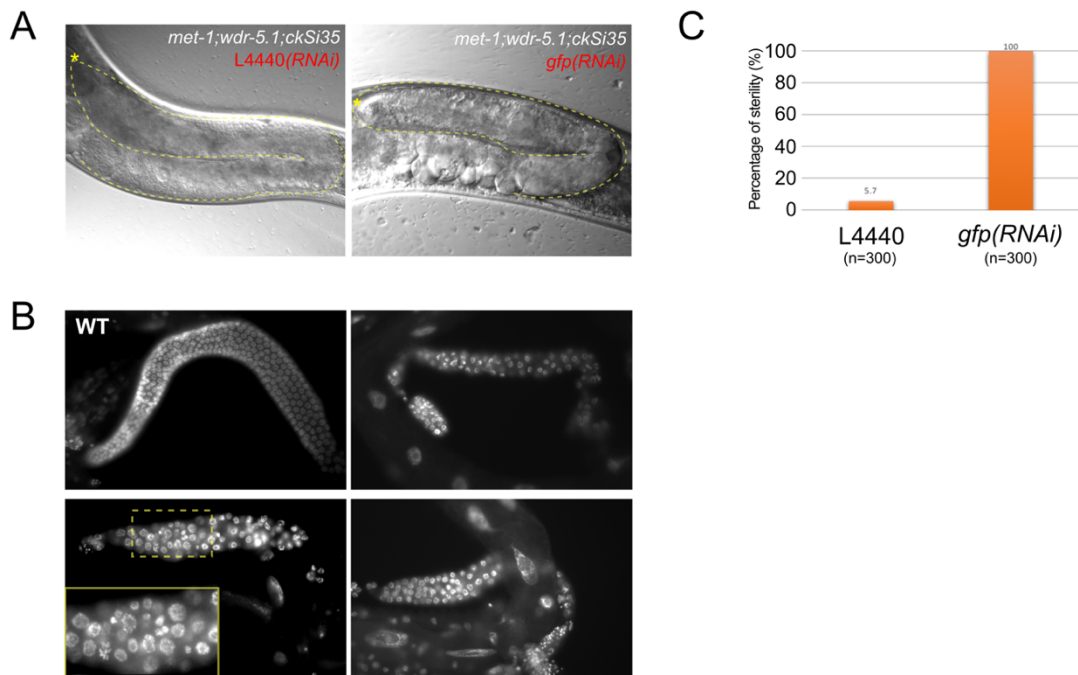 A
met-1;wdr-5.1;ckSi35
L4440(RNAi)
*
met-1;wdr-5.1;ckSi35
gfp(RNAi)
*
C
Percentage of sterility (%)
100
80
60
40
20
0
5.7
100
L4440
(n=300)
gfp(RNAi)
(n=300)
B
WT